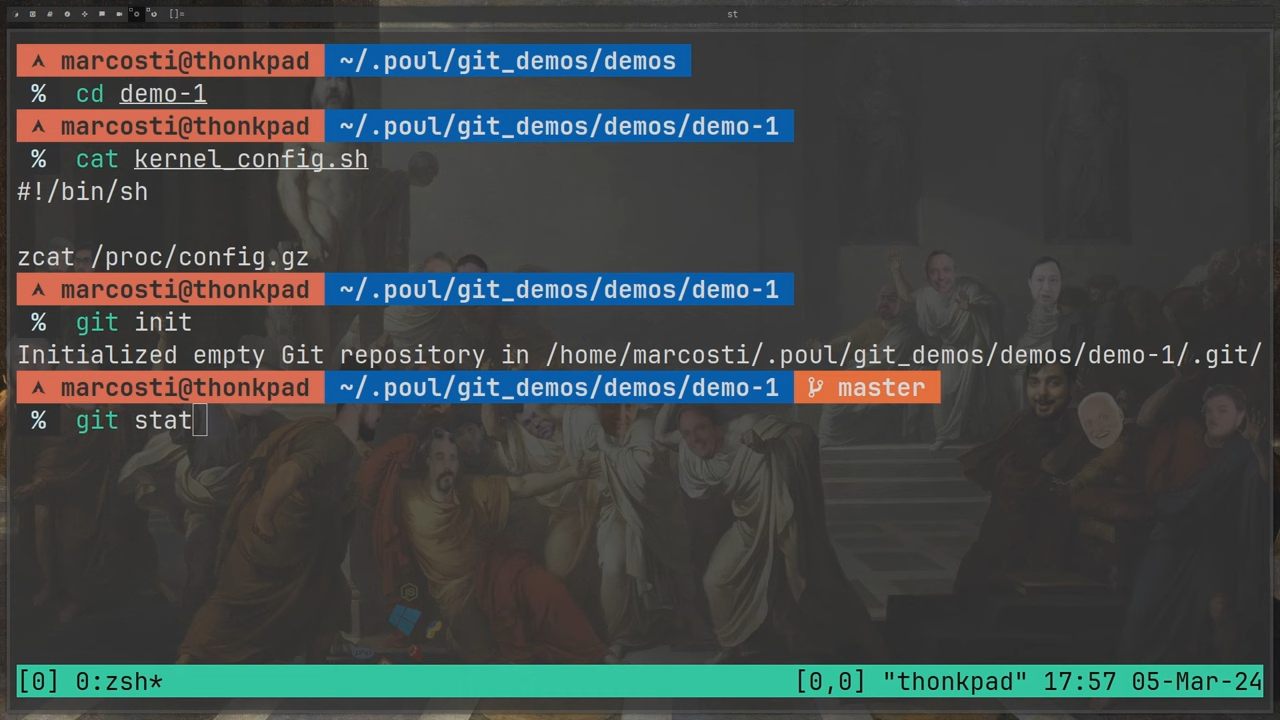 []= st
marcosti@thonkpad ~/.poul/git_demos/demos
% cd demo-1
marcosti@thonkpad ~/.poul/git_demos/demos/demo-1
% cat kernel_config.sh
#!/bin/sh
zcat /proc/config.gz
marcosti@thonkpad ~/.poul/git_demos/demos/demo-1
% git init
Initialized empty Git repository in /home/marcosti/.poul/git_demos/demos/demo-1/.git/
marcosti@thonkpad ~/.poul/git_demos/demos/demo-1 master
% git stat
[0] 0:zsh* [0,0] "thonkpad" 17:57 05-Mar-24